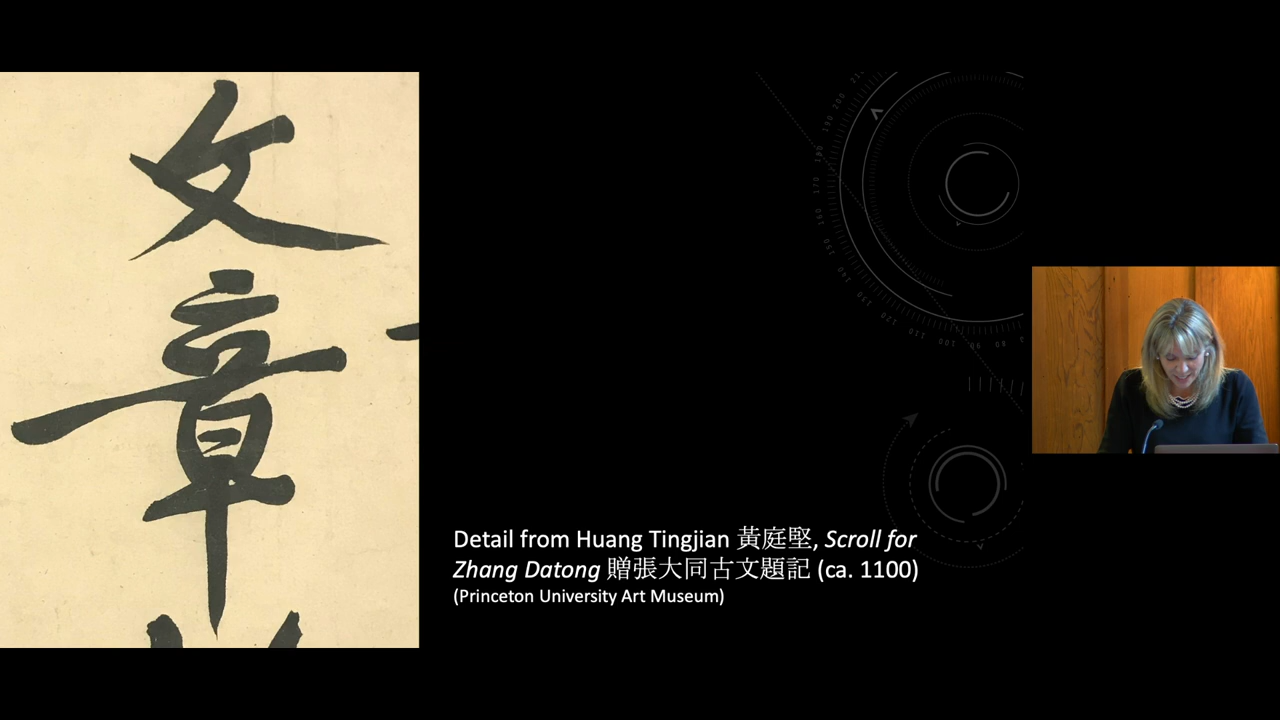 文
章
Detail from Huang Tingjian 黃庭堅, Scroll for
Zhang Datong 贈張大同古文題記 (ca. 1100)
(Princeton University Art Museum)